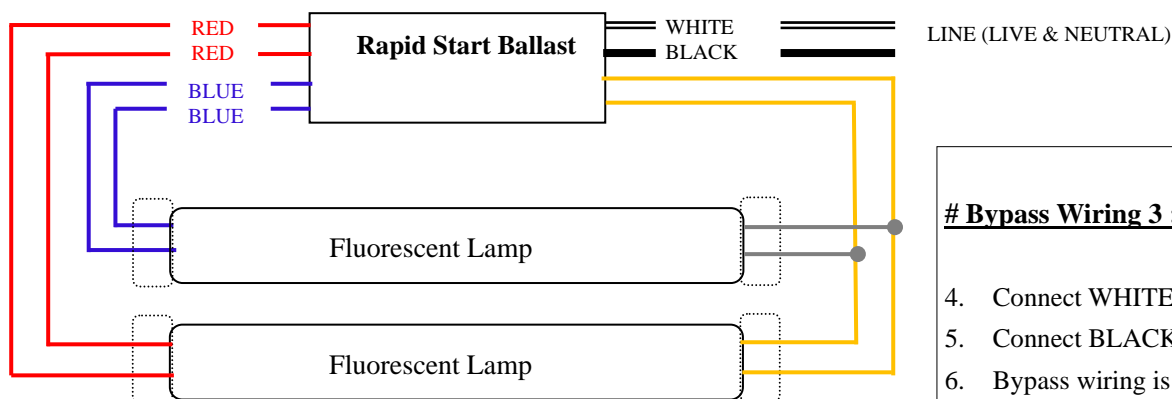 RED
RED
BLUE
BLUE
Rapid Start Ballast
WHITE
BLACK
LINE (LIVE & NEUTRAL)
Fluorescent Lamp
Fluorescent Lamp
# Bypass Wiring 3
4. Connect WHITE
5. Connect BLACK
6. Bypass wiring is